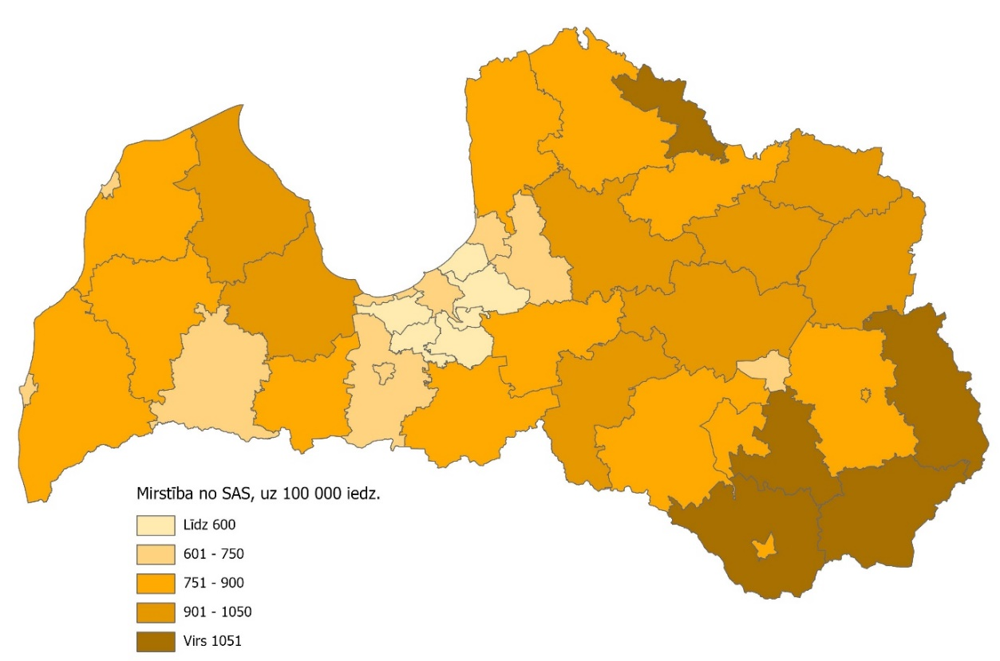 Mirstība no SAS, uz 100 000 iedz.
Līdz 600
601 - 750
751 - 900
901 - 1050
Virs 1051